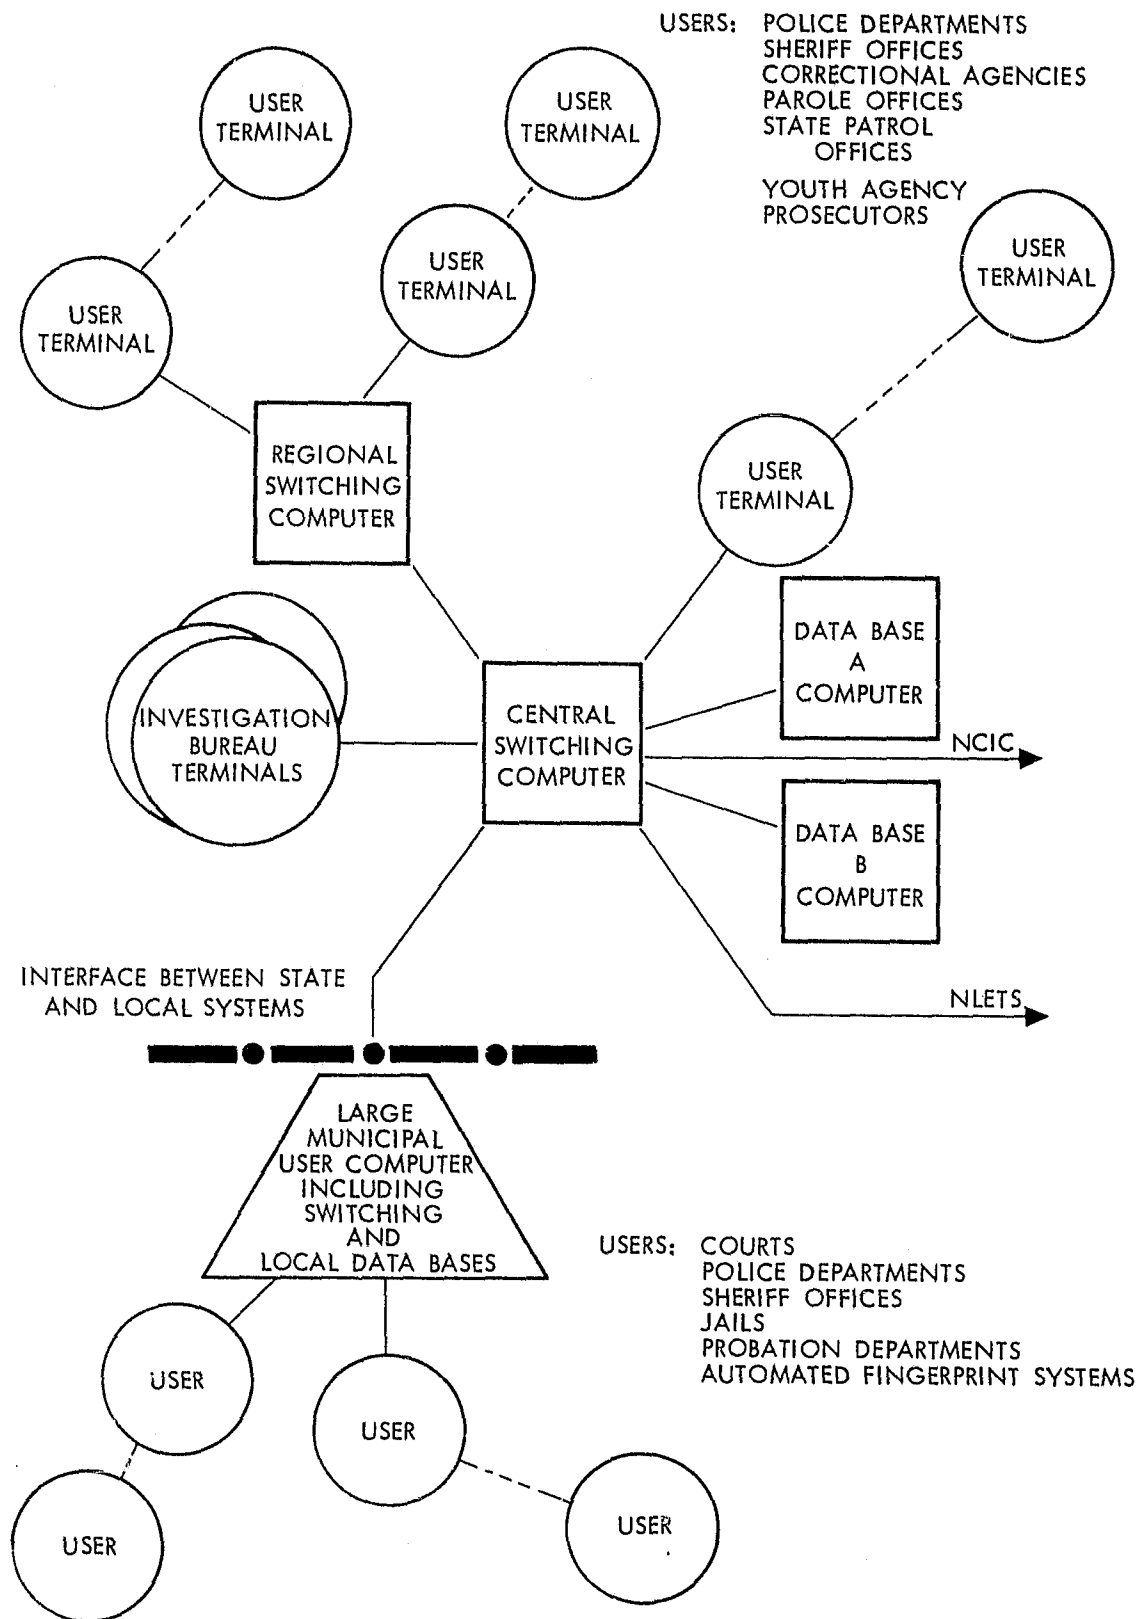 USERS: POLICE DEPARTMENTS
SHERIFF OFFICES
CORRECTIONAL AGENCIES
PAROLE OFFICES
STATE PATROL
OFFICES
YOUTH AGENCY
PROSECUTORS
USER
TERMINAL
USER
TERMINAL
USER
TERMINAL
USER
TERMINAL
USER
TERMINAL
REGIONAL
SWITCHING
COMPUTER
USER
TERMINAL
INVESTIGATION
BUREAU
TERMINALS
CENTRAL
SWITCHING
COMPUTER
DATA BASE
A
COMPUTER
NCIC
DATA BASE
B
COMPUTER
NLETS
INTERFACE BETWEEN STATE
AND LOCAL SYSTEMS
LARGE
MUNICIPAL
USER COMPUTER
INCLUDING
SWITCHING
AND
LOCAL DATA BASES
USERS: COURTS
POLICE DEPARTMENTS
SHERIFF OFFICES
JAILS
PROBATION DEPARTMENTS
AUTOMATED FINGERPRINT SYSTEMS
USER
USER
USER
USER